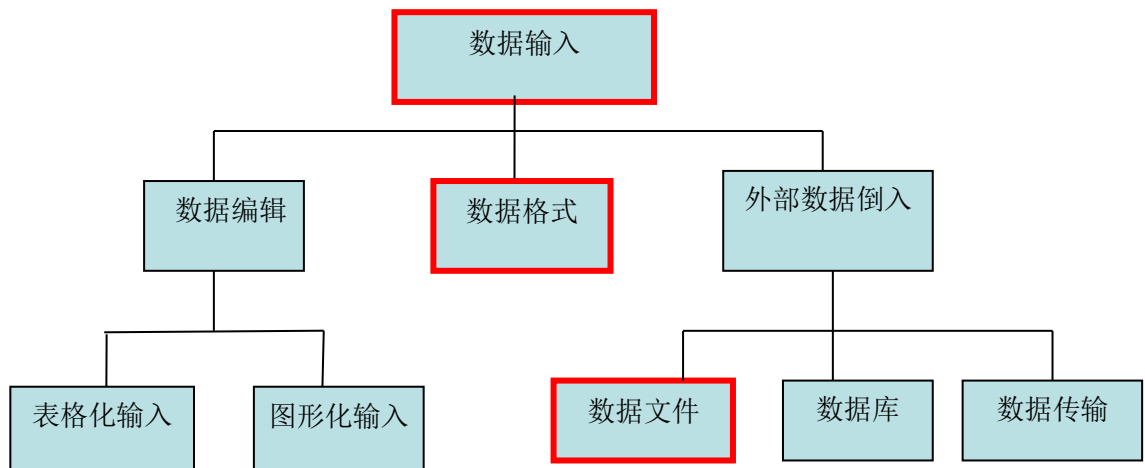 数据输入
数据编辑
数据格式
外部数据倒入
表格化输入
图形化输入
数据文件
数据库
数据传输